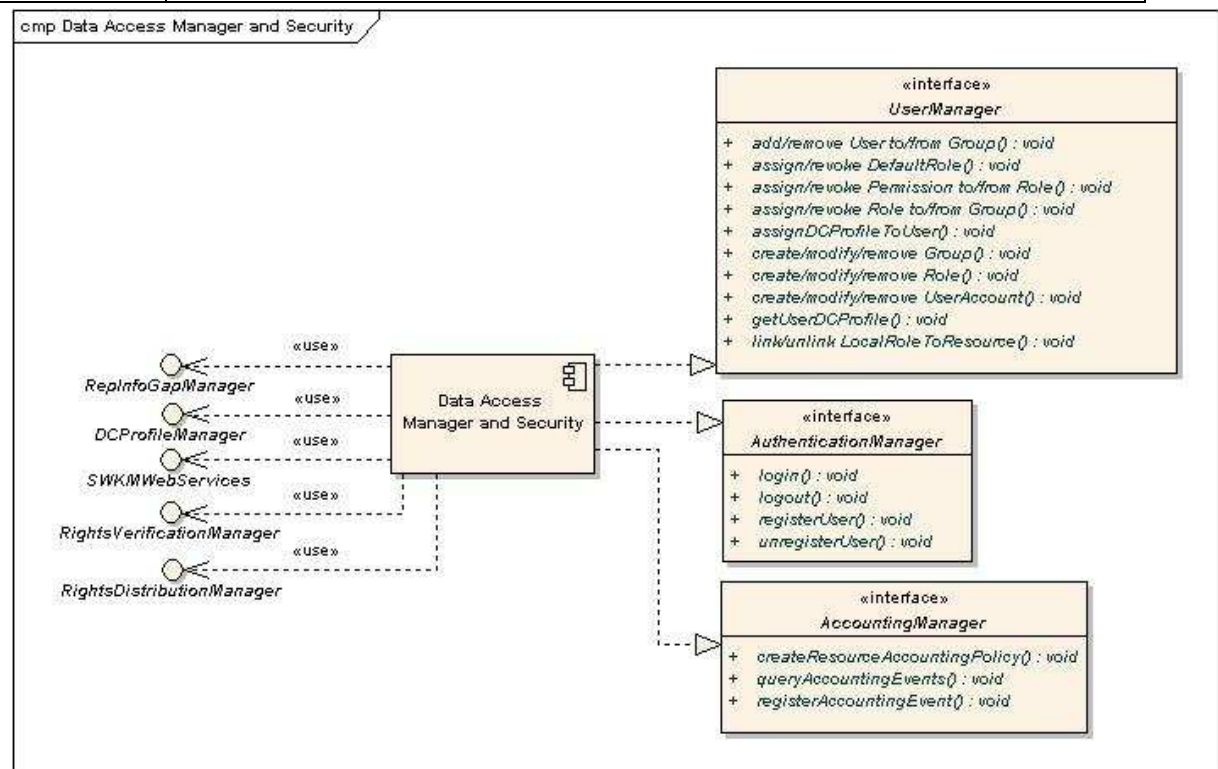 cmp Data Access Manager and Security
«interface»
UserManager
+ add/remove User to/from Group() : void
+ assign/revoke DefaultRole() : void
+ assign/revoke Permission to/from Role() : void
+ assign/revoke Role to/from Group() : void
+ assignDCProfileToUser() : void
+ create/modify/remove Group() : void
+ create/modify/remove Role() : void
+ create/modify/remove UserAccount() : void
+ getUserDCProfile() : void
+ link/unlink LocalRoleToResource() : void
«use»
RepInfoGapManager
«use»
DCProfileManager
«use»
SWKMWebServices
«use»
RightsVerificationManager
«use»
RightsDistributionManager
Data Access
Manager and Security
«interface»
AuthenticationManager
+ login() : void
+ logout() : void
+ registerUser() : void
+ unregisterUser() : void
«interface»
AccountingManager
+ createResourceAccountingPolicy() : void
+ queryAccountingEvents() : void
+ registerAccountingEvent() : void